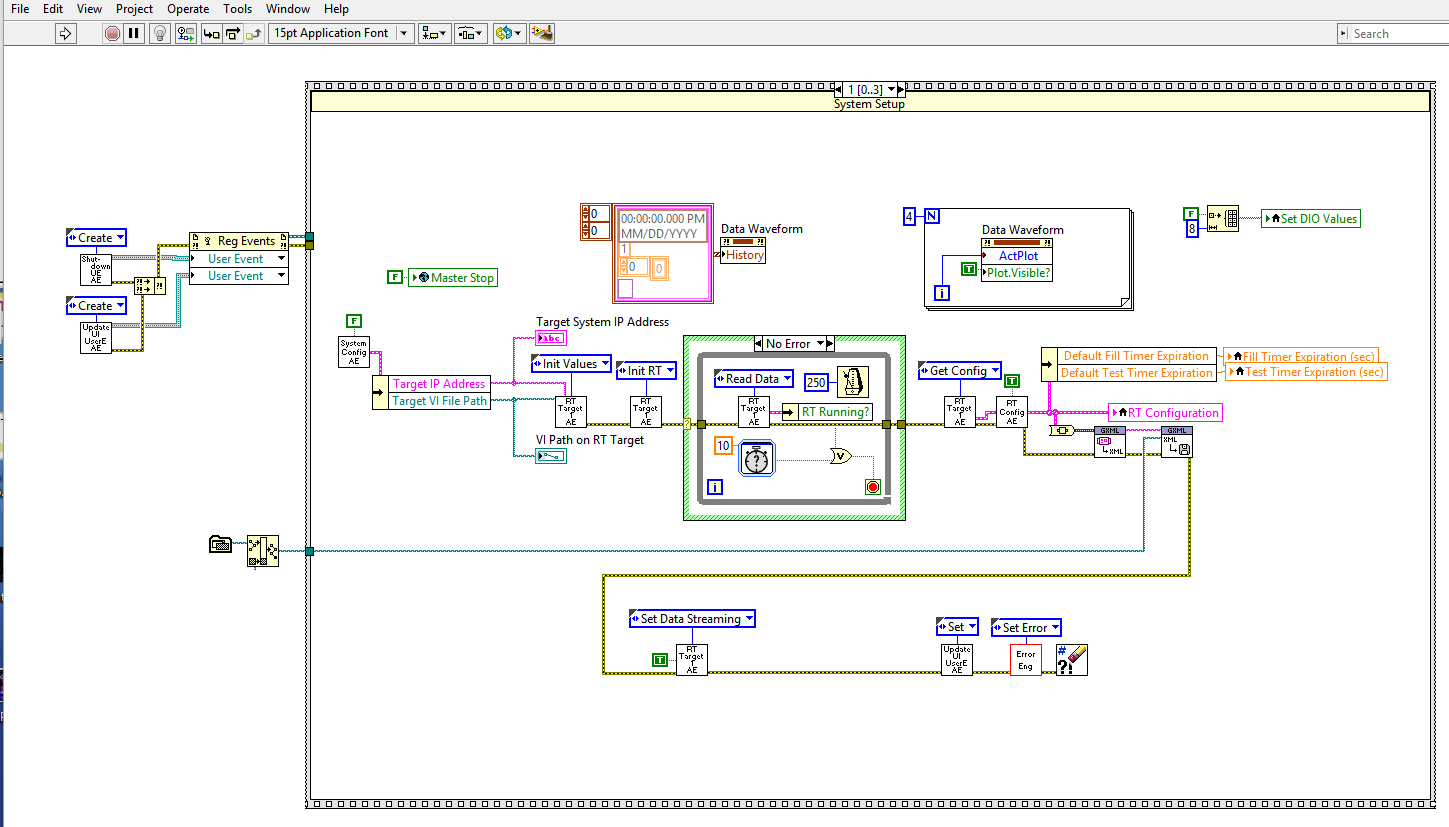 File Edit View Project Operate Tools Window Help
15pt Application Font
Search
1 [0..3]
System Setup
Create
Shut-
down
UE
AE
Reg Events
User Event
User Event
Create
Update
UI
UserE
AE
0
0
00:00:00.000 PM
MM/DD/YYYY
1
0
0
Data Waveform
History
4
N
Data Waveform
ActPlot
T
Plot.Visible?
i
F
8
Set DIO Values
F
Master Stop
F
System
Config
AE
Target System IP Address
abc
Target IP Address
Target VI File Path
Init Values
RT
Target
AE
Init RT
RT
Target
AE
VI Path on RT Target
No Error
Read Data
250
RT
Target
AE
RT Running?
10
?
V
i
Get Config
RT
Target
AE
T
RT
Config
AE
Default Fill Timer Expiration
Default Test Timer Expiration
Fill Timer Expiration (sec)
Test Timer Expiration (sec)
RT Configuration
GXML
XML
GXML
XML
Set Data Streaming
T
RT
Target
AE
Set
Update
UI
UserE
AE
Set Error
Error
Eng
#
?!